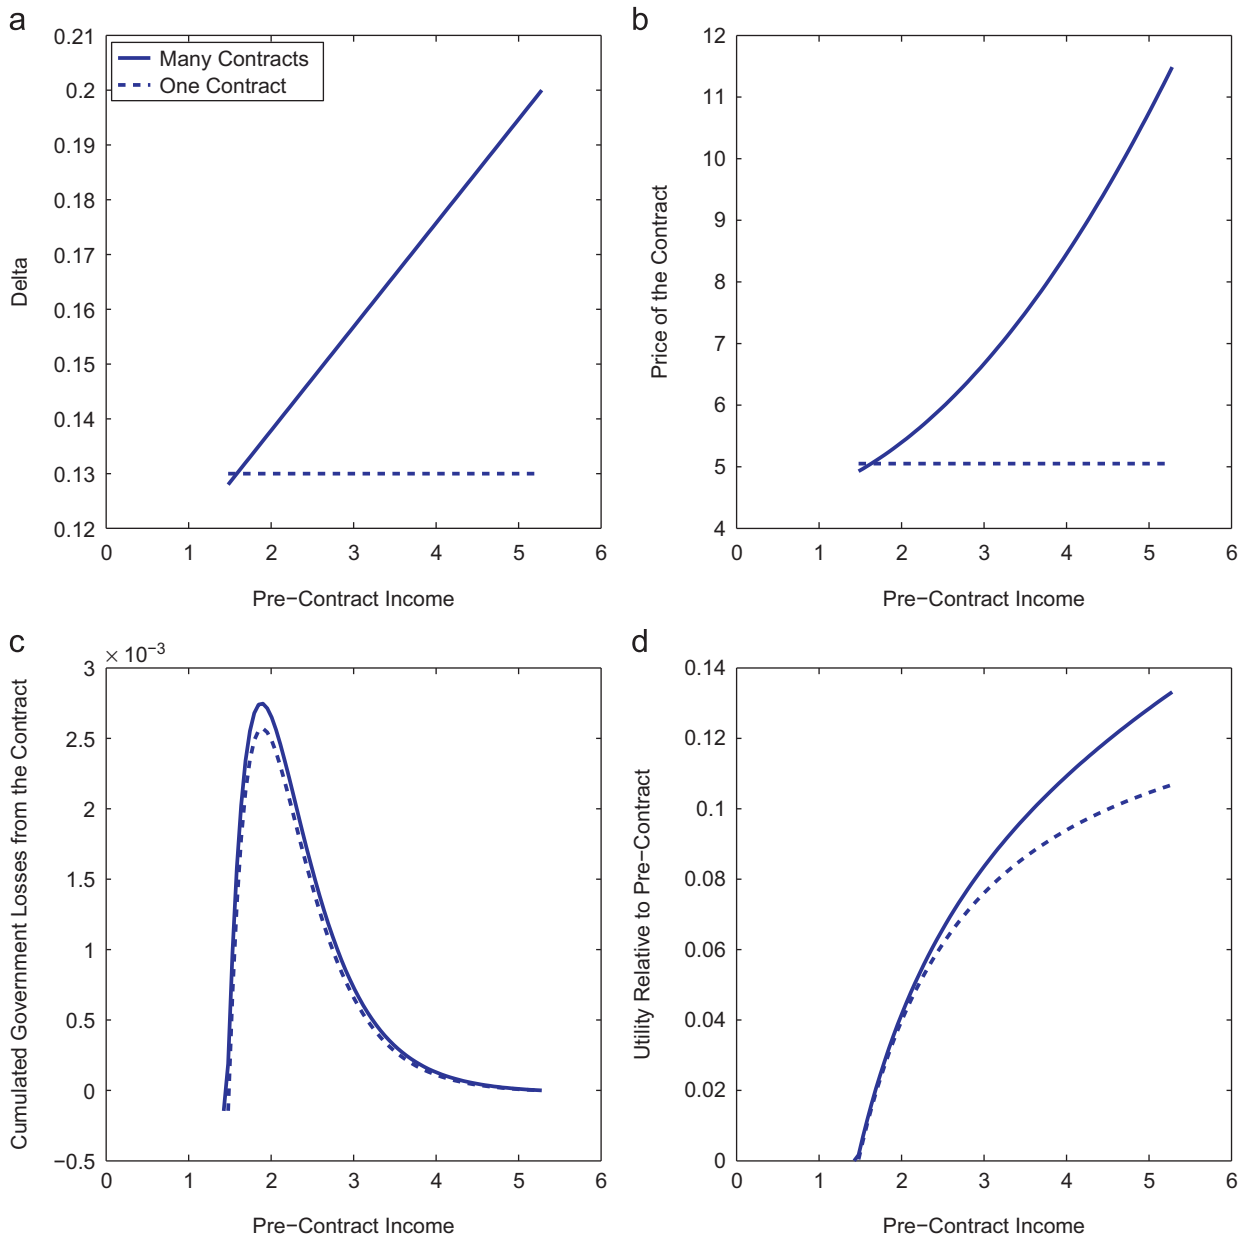 a
0.21
0.2
0.19
0.18
0.17
0.16
0.15
0.14
0.13
0.12
Delta
Many Contracts
One Contract
0 1 2 3 4 5 6
Pre−Contract Income
b
12
11
10
9
8
7
6
5
4
Price of the Contract
0 1 2 3 4 5 6
Pre−Contract Income
c
× 10−3
3
2.5
2
1.5
1
0.5
0
−0.5
Cumulated Government Losses from the Contract
0 1 2 3 4 5 6
Pre−Contract Income
d
0.14
0.12
0.1
0.08
0.06
0.04
0.02
0
Utility Relative to Pre−Contract
0 1 2 3 4 5 6
Pre−Contract Income